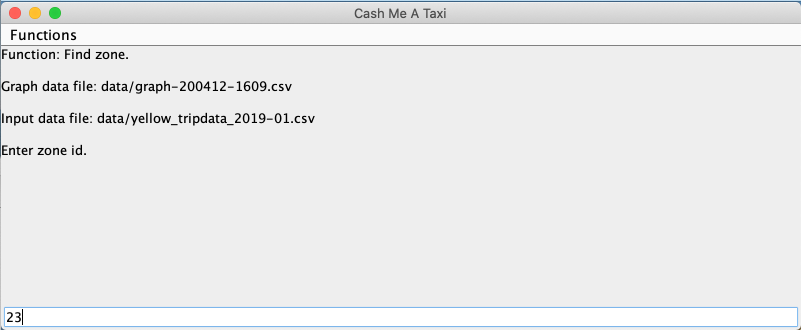 Cash Me A Taxi
Functions
Function: Find zone.
Graph data file: data/graph-200412-1609.csv
Input data file: data/yellow_tripdata_2019-01.csv
Enter zone id.
23